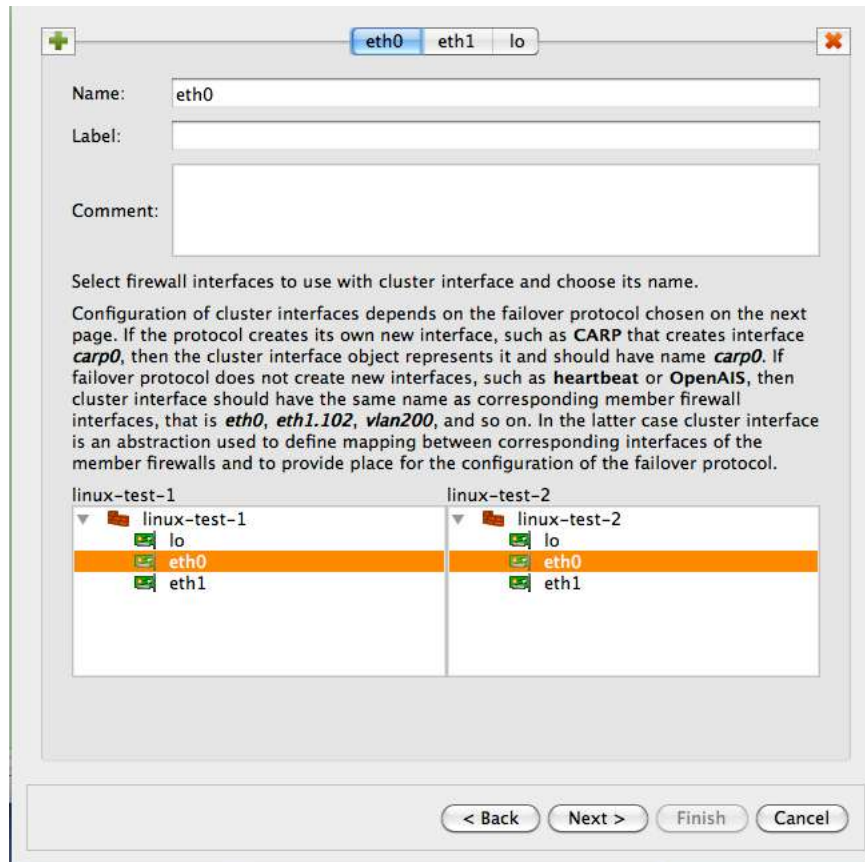 eth0 eth1 lo
Name: eth0
Label:
Comment:
Select firewall interfaces to use with cluster interface and choose its name.
Configuration of cluster interfaces depends on the failover protocol chosen on the next
page. If the protocol creates its own new interface, such as CARP that creates interface
carp0, then the cluster interface object represents it and should have name carp0. If
failover protocol does not create new interfaces, such as heartbeat or OpenAIS, then
cluster interface should have the same name as corresponding member firewall
interfaces, that is eth0, eth1.102, vlan200, and so on. In the latter case cluster interface
is an abstraction used to define mapping between corresponding interfaces of the
member firewalls and to provide place for the configuration of the failover protocol.
linux-test-1 linux-test-2
linux-test-1 linux-test-2
lo lo
eth0 eth0
eth1 eth1
< Back Next > Finish Cancel